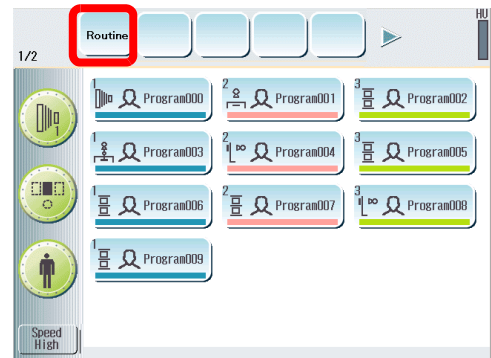 HU
Routine
1/2
1 Program000
2 Program001
3 Program002
1 Program003
2 Program004
3 Program005
1 Program006
2 Program007
3 Program008
1 Program009
1
Speed
High